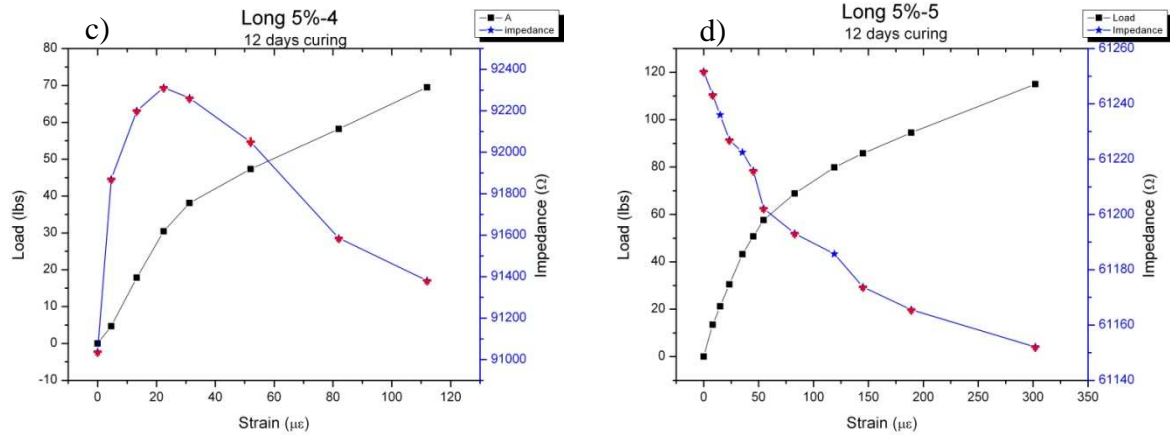 c)
Long 5%-4
12 days curing
A
impedance
80
70
60
50
40
30
20
10
0
-10
Load (lbs)
92400
92200
92000
91800
91600
91400
91200
91000
Impedance (Ω)
0 20 40 60 80 100 120
Strain (με)
d)
Long 5%-5
12 days curing
Load
Impedance
120
100
80
60
40
20
0
Load (lbs)
61260
61240
61220
61200
61180
61160
61140
Impedance (Ω)
0 50 100 150 200 250 300
Strain (με)